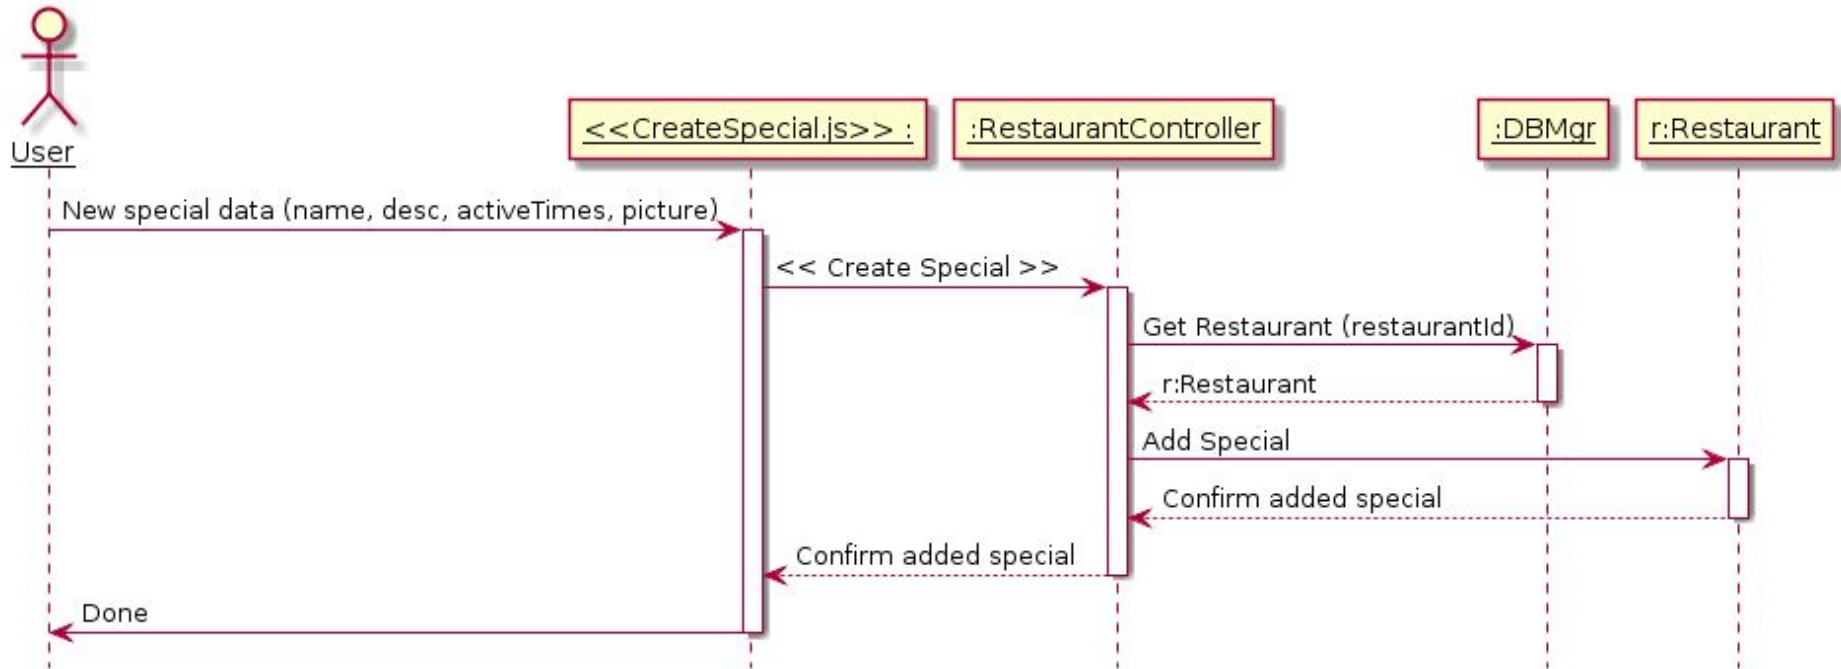 User
<<CreateSpecial.js>> :
:RestaurantController
:DBMgr
r:Restaurant
New special data (name, desc, activeTimes, picture)
<< Create Special >>
Get Restaurant (restaurantId)
r:Restaurant
Add Special
Confirm added special
Confirm added special
Done